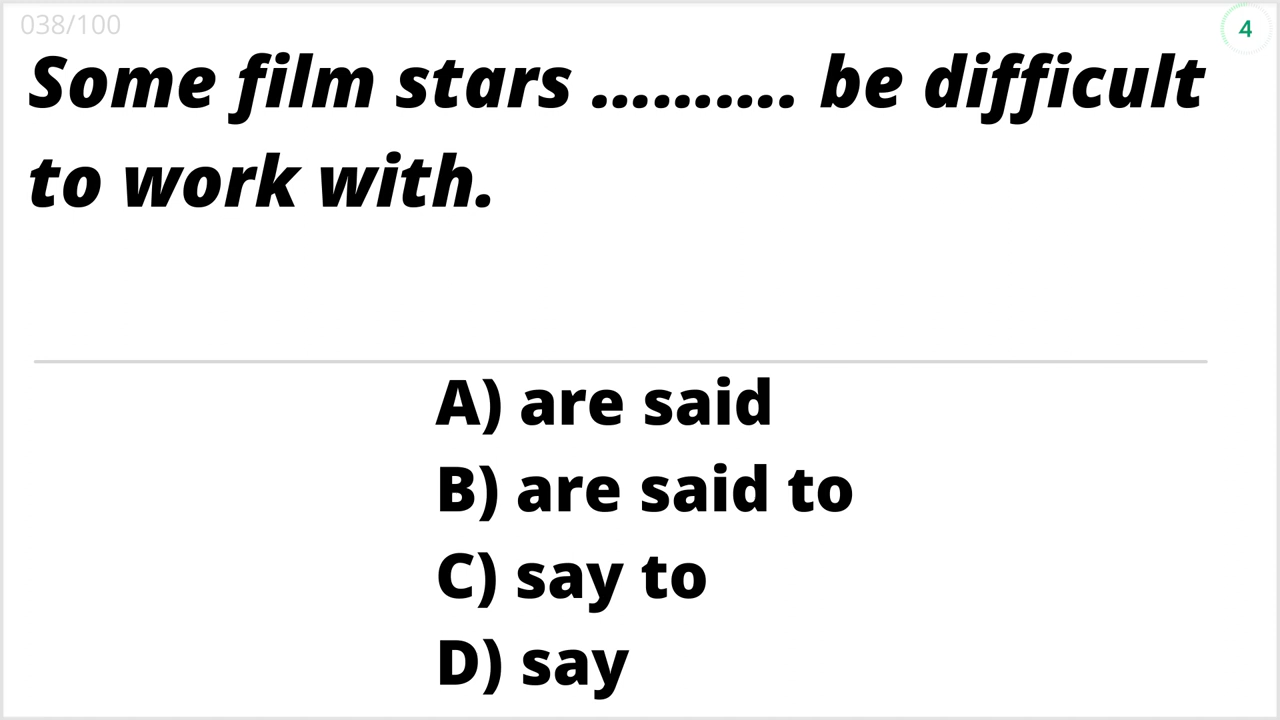 038/100
4
Some film stars .......... be difficult
to work with.
A) are said
B) are said to
C) say to
D) say